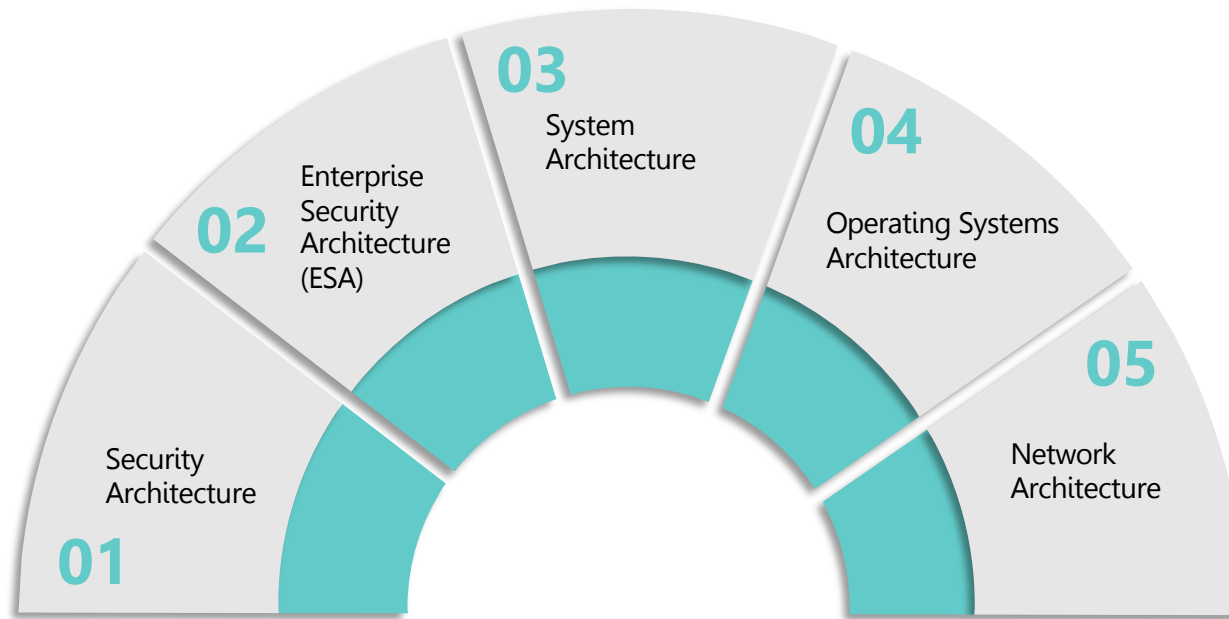 01
Security
Architecture
02
Enterprise
Security
Architecture
(ESA)
03
System
Architecture
04
Operating Systems
Architecture
05
Network
Architecture